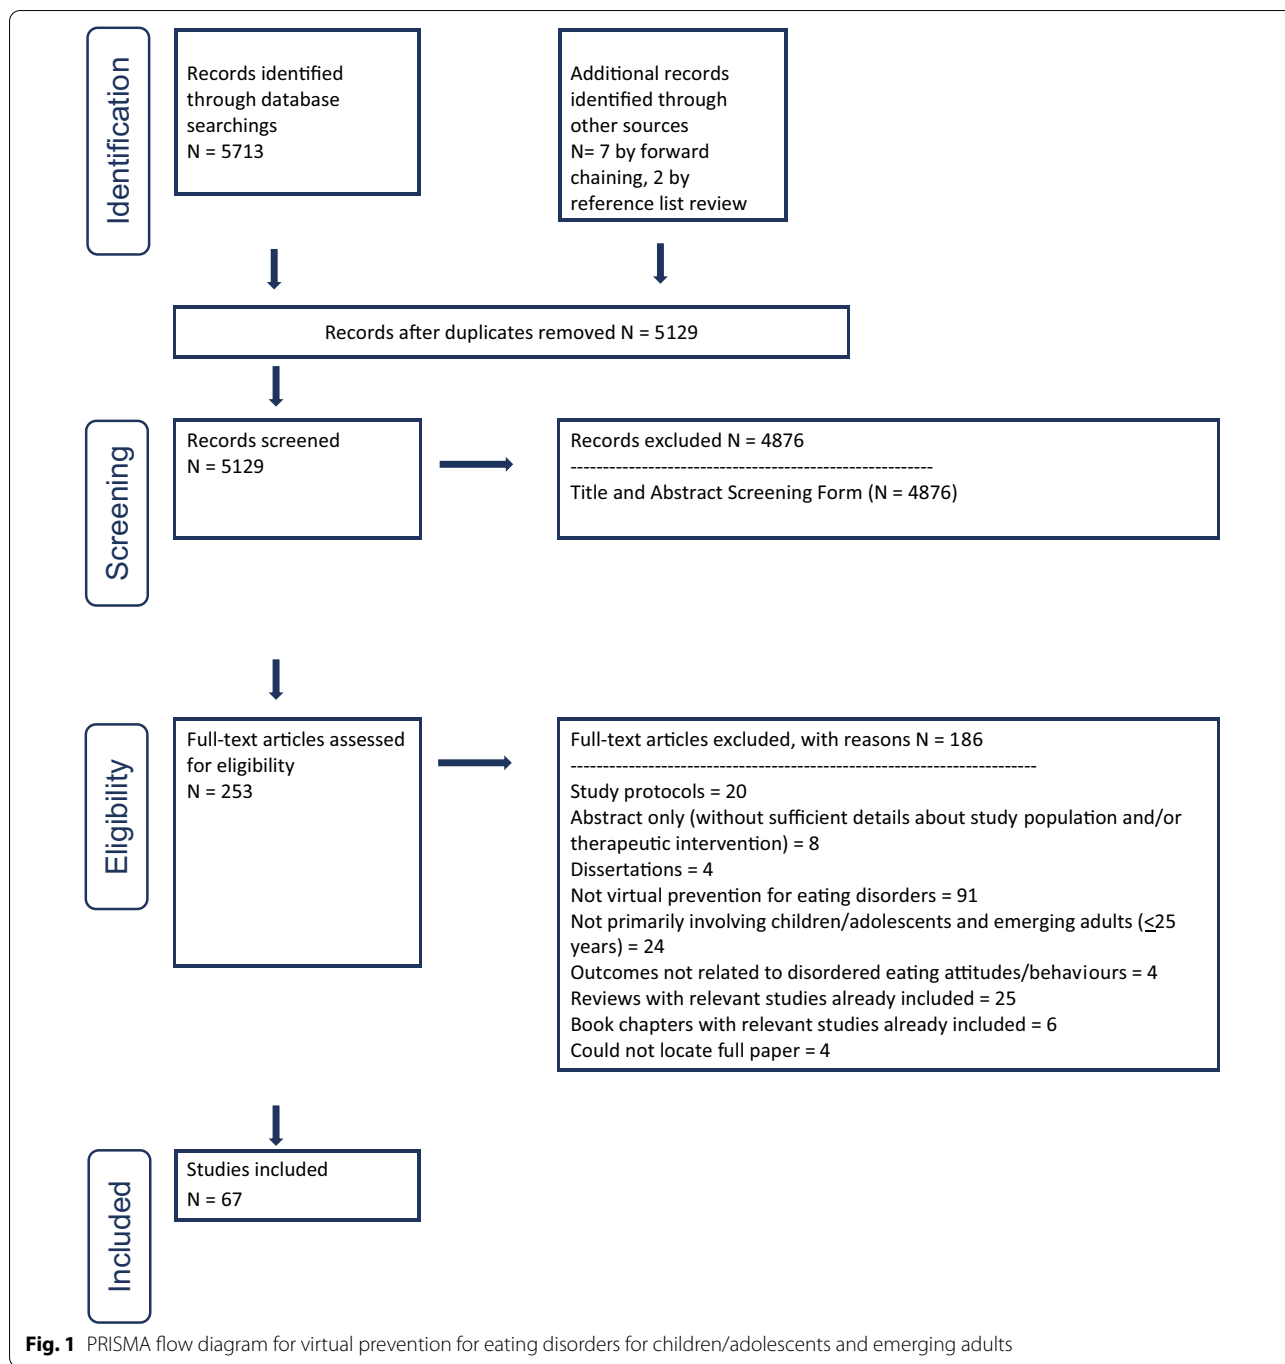 Identification
Records identified
through database
searchings
N = 5713
Additional records
identified through
other sources
N= 7 by forward
chaining, 2 by
reference list review
Records after duplicates removed N = 5129
Screening
Records screened
N = 5129
Records excluded N = 4876
--------------------------------------------------------
Title and Abstract Screening Form (N = 4876)
Eligibility
Full-text articles assessed
for eligibility
N = 253
Full-text articles excluded, with reasons N = 186
------------------------------------------------------------------------
Study protocols = 20
Abstract only (without sufficient details about study population and/or
therapeutic intervention) = 8
Dissertations = 4
Not virtual prevention for eating disorders = 91
Not primarily involving children/adolescents and emerging adults (≤25
years) = 24
Outcomes not related to disordered eating attitudes/behaviours = 4
Reviews with relevant studies already included = 25
Book chapters with relevant studies already included = 6
Could not locate full paper = 4
Included
Studies included
N = 67
Fig. 1 PRISMA flow diagram for virtual prevention for eating disorders for children/adolescents and emerging adults